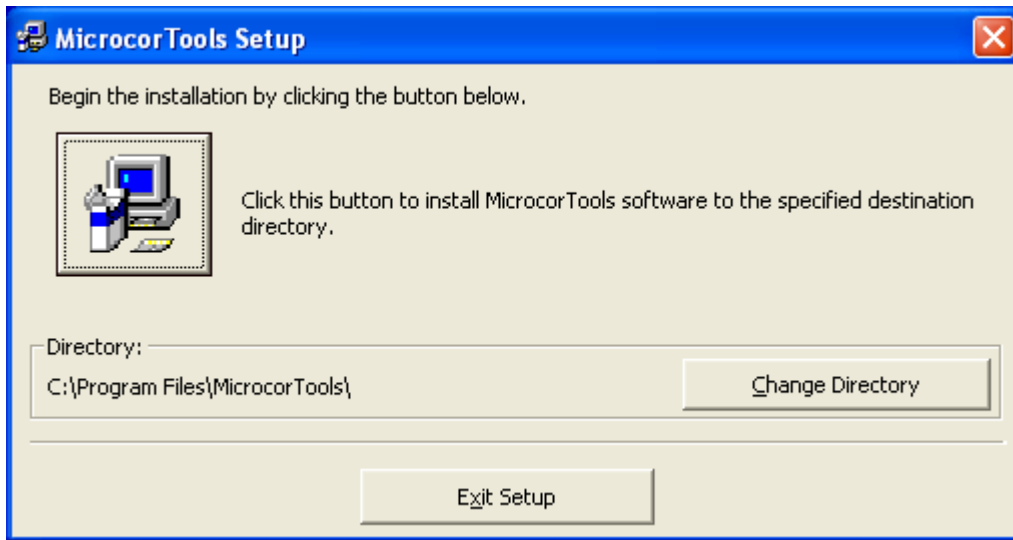 MicrocorTools Setup
Begin the installation by clicking the button below.
Click this button to install MicrocorTools software to the specified destination
directory.
Directory:
C:\Program Files\MicrocorTools\
Change Directory
Exit Setup